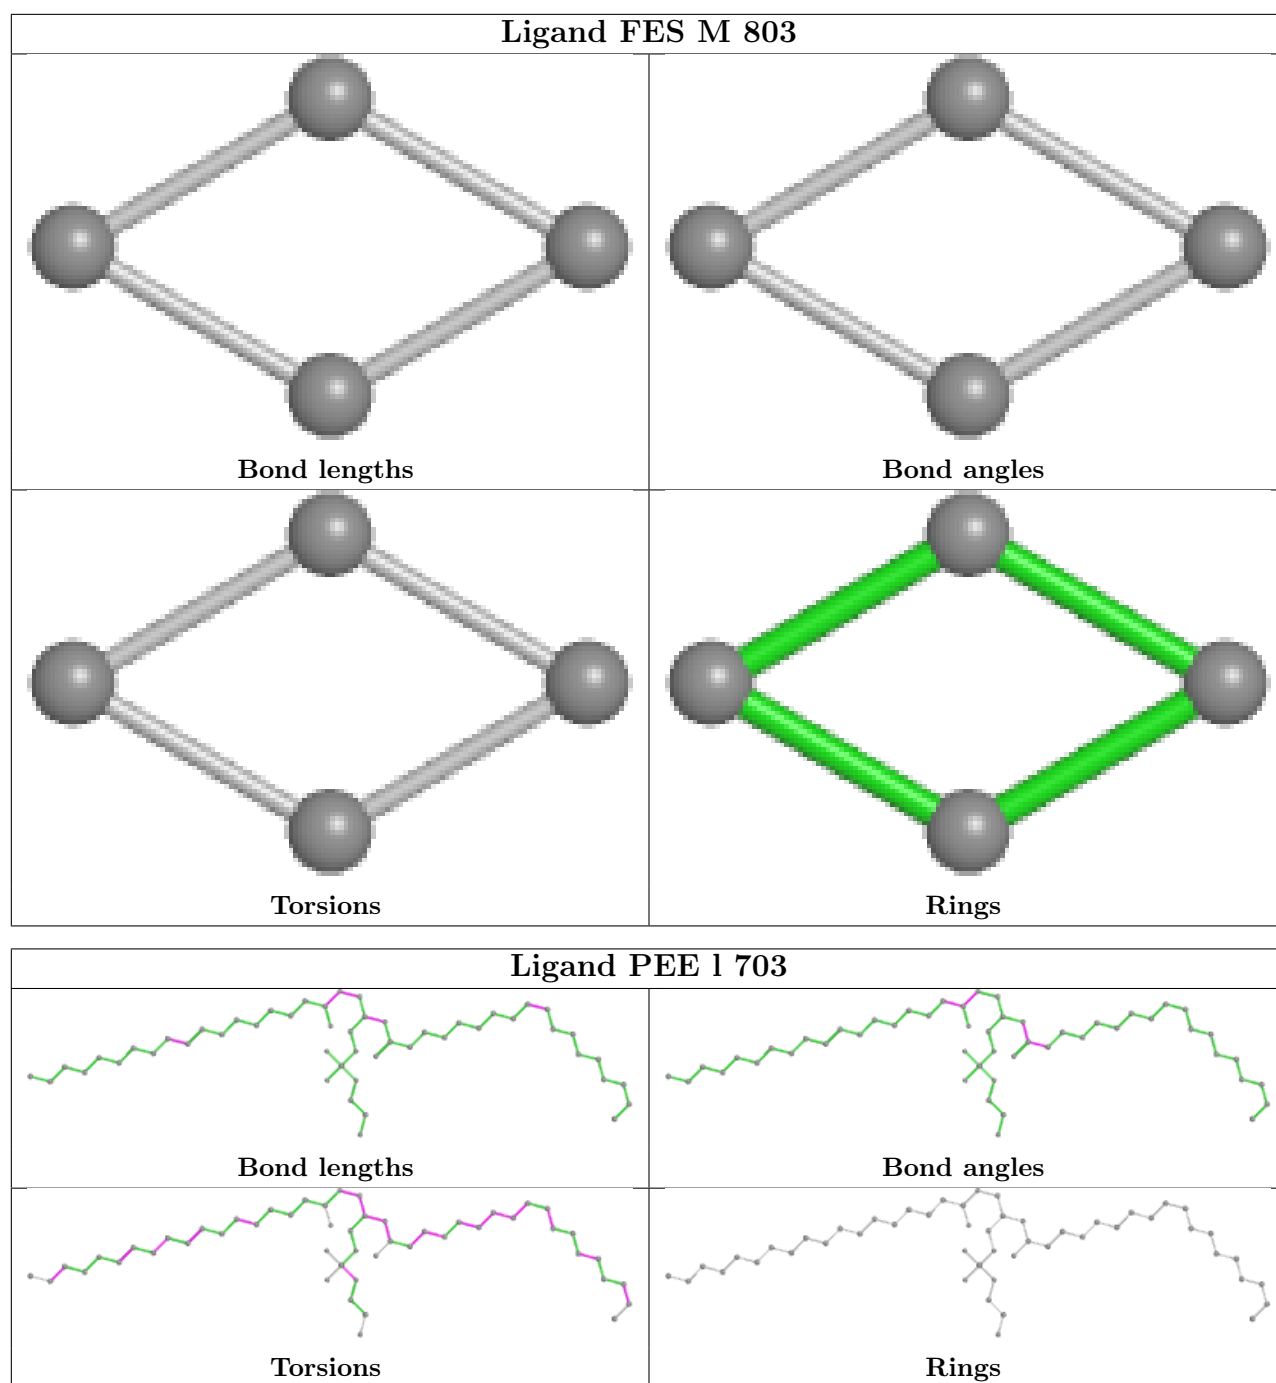 Ligand FES M 803
Bond lengths
Bond angles
Torsions
Rings
Ligand PEE l 703
Bond lengths
Bond angles
Torsions
Rings